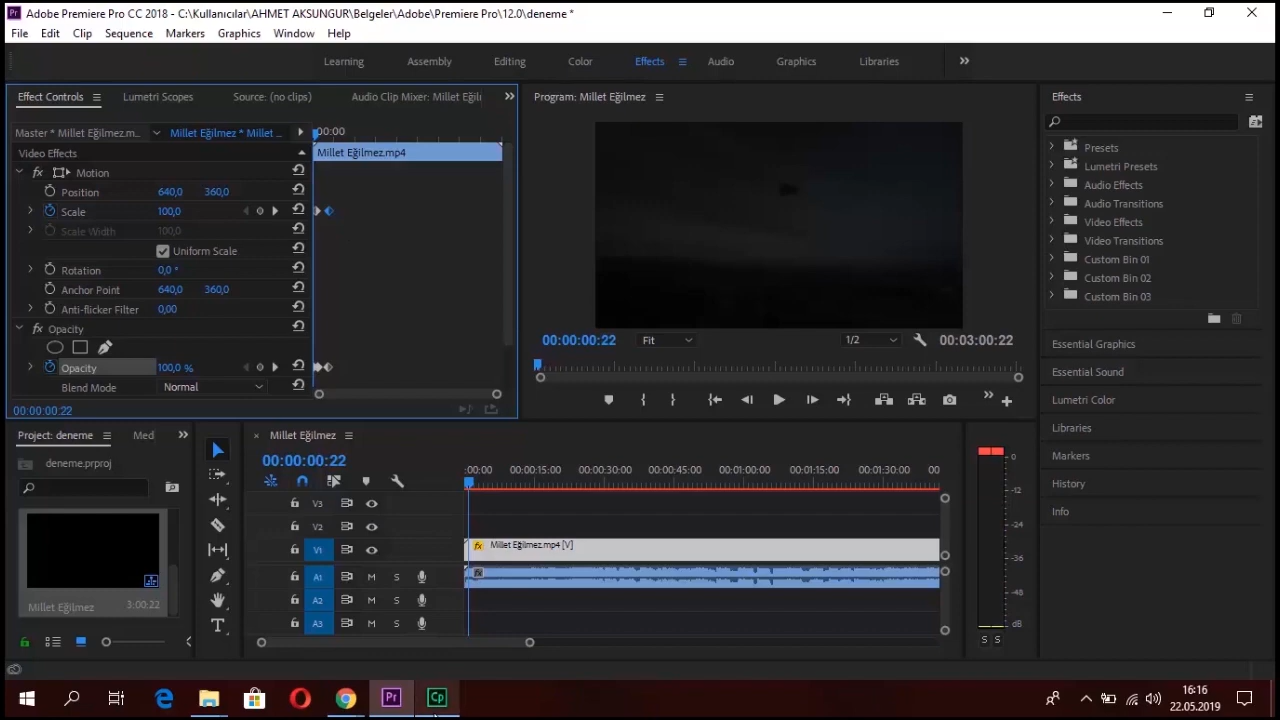 Adobe Premiere Pro CC 2018 - C:\Kullanıcılar\AHMET AKSUNGUR\Belgeler\Adobe\Premiere Pro\12.0\deneme *
File Edit Clip Sequence Markers Graphics Window Help
Learning Assembly Editing Color Effects Audio Graphics Libraries
Effect Controls Lumetri Scopes Source: (no clips) Audio Clip Mixer: Millet Eğil
Master * Millet Eğilmez.m... Millet Eğilmez * Millet ...
:00:00
Video Effects
Millet Eğilmez.mp4
fx Motion
Position 640,0 360,0
Scale 100,0
Scale Width 100,0
Uniform Scale
Rotation 0,0 °
Anchor Point 640,0 360,0
Anti-flicker Filter 0,00
fx Opacity
Opacity 100,0 %
Blend Mode Normal
00:00:00:22
Program: Millet Eğilmez
00:00:00:22 Fit 1/2 00:03:00:22
Effects
Presets
Lumetri Presets
Audio Effects
Audio Transitions
Video Effects
Video Transitions
Custom Bin 01
Custom Bin 02
Custom Bin 03
Essential Graphics
Essential Sound
Lumetri Color
Libraries
Markers
History
Info
Project: deneme Med
deneme.prproj
Millet Eğilmez 3:00:22
Millet Eğilmez
00:00:00:22
:00:00 00:00:15:00 00:00:30:00 00:00:45:00 00:01:00:00 00:01:15:00 00:01:30:00 00
V3
V2
V1 fx Millet Eğilmez.mp4 [V]
A1 M S fx
A2 M S
A3 M S
0
-12
-24
-36
-48
dB
S S
Pr Cp
16:16
22.05.2019